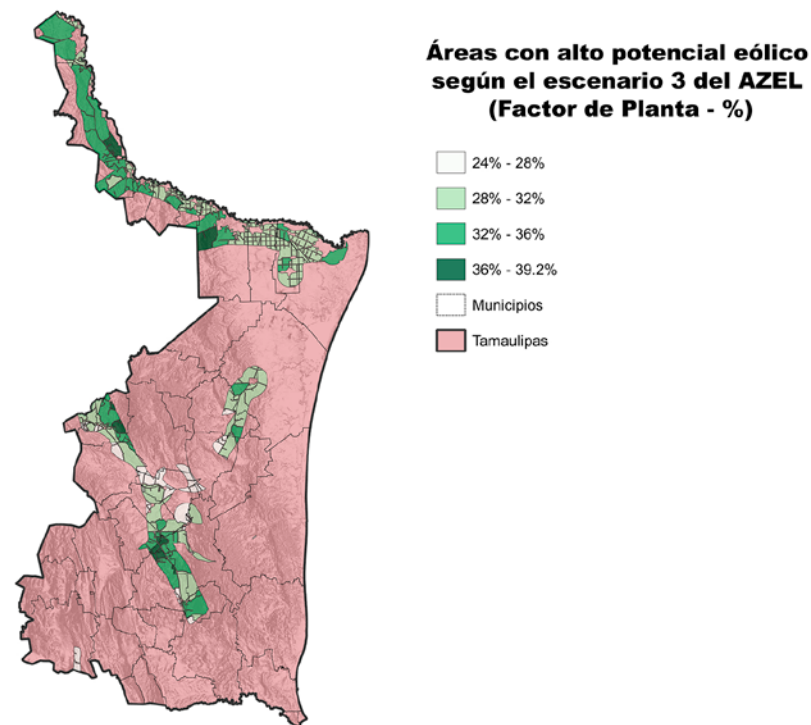 Áreas con alto potencial eólico
según el escenario 3 del AZEL
(Factor de Planta - %)
24% - 28%
28% - 32%
32% - 36%
36% - 39.2%
Municipios
Tamaulipas